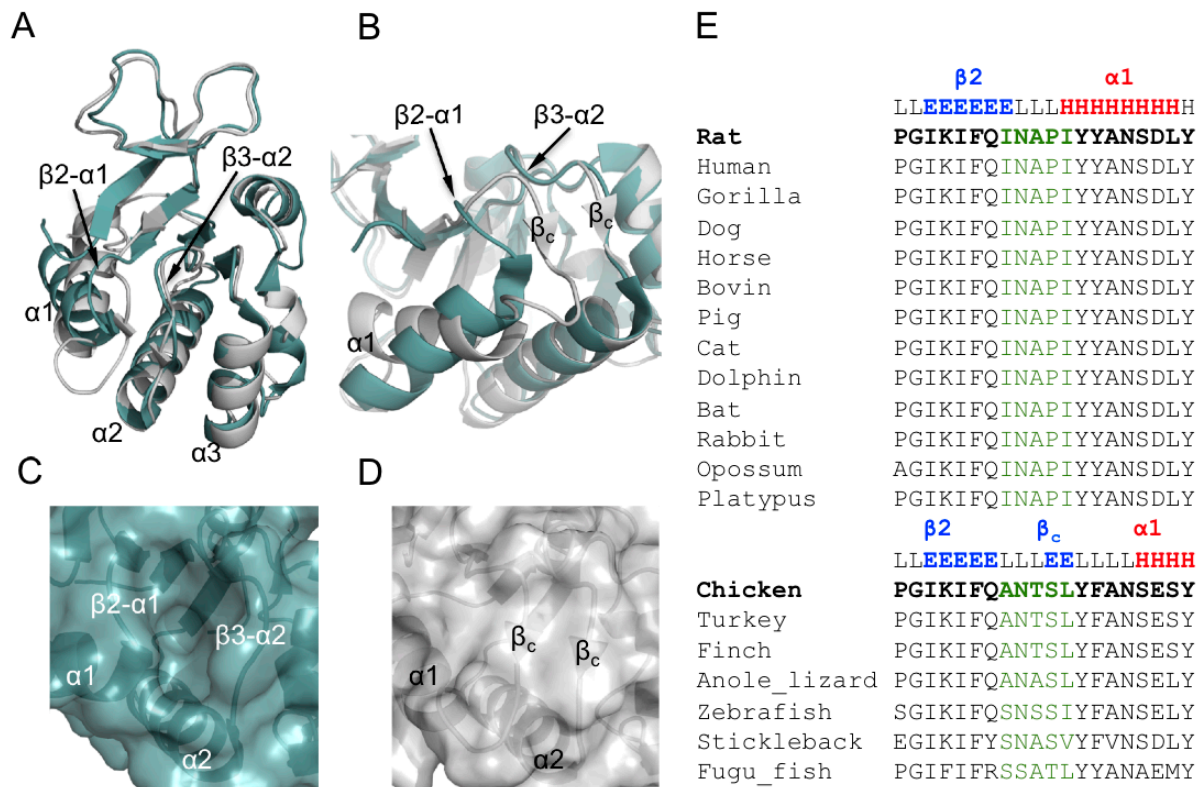 A
β2-α1
β3-α2
α1
α2
α3
B
β2-α1
β3-α2
βc
βc
α1
C
β2-α1
β3-α2
α1
α2
D
βc
βc
α1
α2
E
β2 α1
LLEEEEEELLLHHHHHHHHH
Rat PGIKIFQINAPIYYANSDLY
Human PGIKIFQINAPIYYANSDLY
Gorilla PGIKIFQINAPIYYANSDLY
Dog PGIKIFQINAPIYYANSDLY
Horse PGIKIFQINAPIYYANSDLY
Bovin PGIKIFQINAPIYYANSDLY
Pig PGIKIFQINAPIYYANSDLY
Cat PGIKIFQINAPIYYANSDLY
Dolphin PGIKIFQINAPIYYANSDLY
Bat PGIKIFQINAPIYYANSDLY
Rabbit PGIKIFQINAPIYYANSDLY
Opossum AGIKIFQINAPIYYANSDLY
Platypus PGIKIFQINAPIYYANSDLY
β2 βc α1
LLEEEEELLLEELLLLHHHH
Chicken PGIKIFQANTSLYFANSESY
Turkey PGIKIFQANTSLYFANSESY
Finch PGIKIFQANTSLYFANSESY
Anole_lizard PGIKIFQANASLYFANSELY
Zebrafish SGIKIFQSNSSIYFANSELY
Stickleback EGIKIFYSNASVYFVNSDLY
Fugu_fish PGIFIFRSSATLYYANAEMY